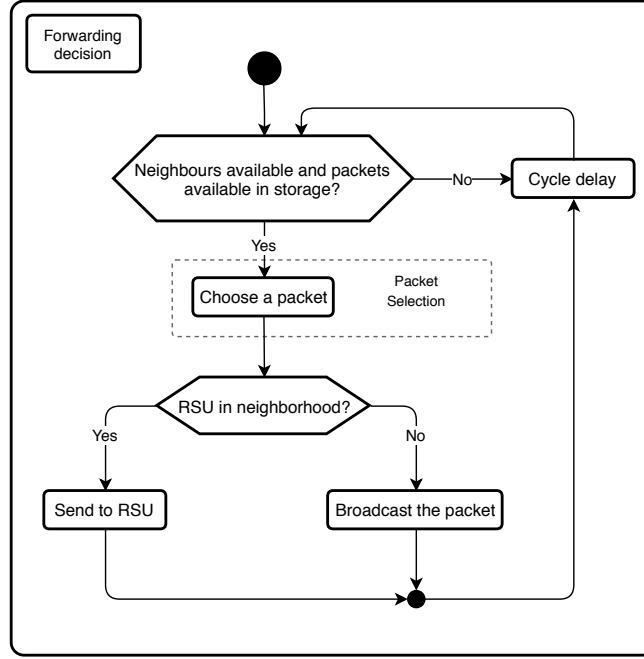 Forwarding
decision
Neighbours available and packets
available in storage?
No
Cycle delay
Yes
Choose a packet
Packet
Selection
RSU in neighborhood?
Yes
No
Send to RSU
Broadcast the packet